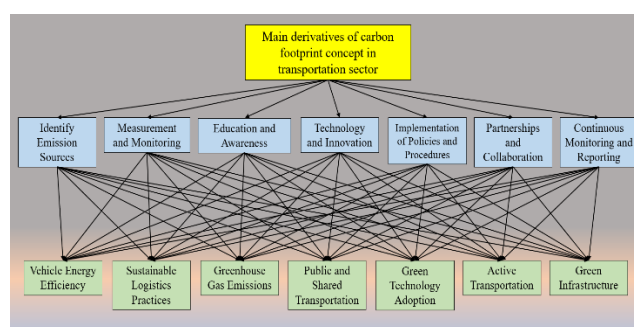 Main derivatives of carbon
footprint concept in
transportation sector
Identify
Emission
Sources
Measurement
and Monitoring
Education and
Awareness
Technology
and Innovation
Implementation
of Policies and
Procedures
Partnerships
and
Collaboration
Continuous
Monitoring and
Reporting
Vehicle Energy
Efficiency
Sustainable
Logistics
Practices
Greenhouse
Gas Emissions
Public and
Shared
Transportation
Green
Technology
Adoption
Active
Transportation
Green
Infrastructure